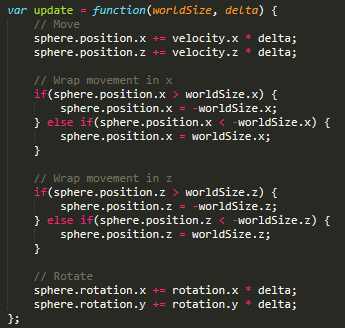 var update = function(worldSize, delta) {
    // Move
    sphere.position.x += velocity.x * delta;
    sphere.position.z += velocity.z * delta;

    // Wrap movement in x
    if(sphere.position.x > worldSize.x) {
        sphere.position.x = -worldSize.x;
    } else if(sphere.position.x < -worldSize.x) {
        sphere.position.x = worldSize.x;
    }

    // Wrap movement in z
    if(sphere.position.z > worldSize.z) {
        sphere.position.z = -worldSize.z;
    } else if(sphere.position.z < -worldSize.z) {
        sphere.position.z = worldSize.z;
    }

    // Rotate
    sphere.rotation.x += rotation.x * delta;
    sphere.rotation.y += rotation.y * delta;
};